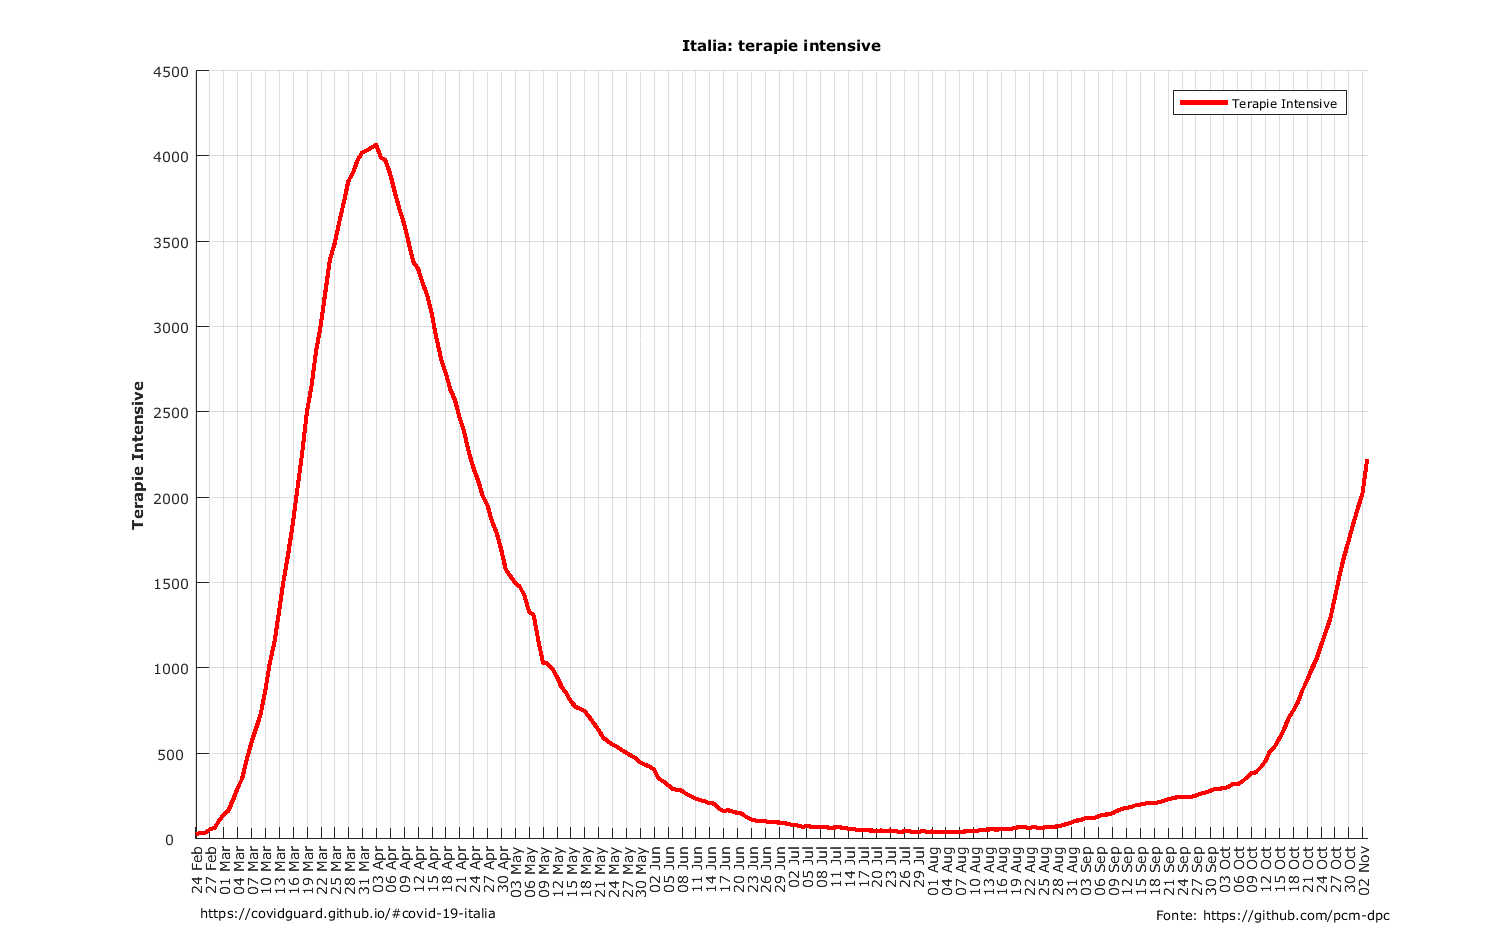 Italia: terapie intensive
Terapie Intensive
Terapie Intensive
4500
4000
3500
3000
2500
2000
1500
1000
500
0
24 Feb
27 Feb
01 Mar
04 Mar
07 Mar
10 Mar
13 Mar
16 Mar
19 Mar
22 Mar
25 Mar
28 Mar
31 Mar
03 Apr
06 Apr
09 Apr
12 Apr
15 Apr
18 Apr
21 Apr
24 Apr
27 Apr
30 Apr
03 May
06 May
09 May
12 May
15 May
18 May
21 May
24 May
27 May
30 May
02 Jun
05 Jun
08 Jun
11 Jun
14 Jun
17 Jun
20 Jun
23 Jun
26 Jun
29 Jun
02 Jul
05 Jul
08 Jul
11 Jul
14 Jul
17 Jul
20 Jul
23 Jul
26 Jul
29 Jul
01 Aug
04 Aug
07 Aug
10 Aug
13 Aug
16 Aug
19 Aug
22 Aug
25 Aug
28 Aug
31 Aug
03 Sep
06 Sep
09 Sep
12 Sep
15 Sep
18 Sep
21 Sep
24 Sep
27 Sep
30 Sep
03 Oct
06 Oct
09 Oct
12 Oct
15 Oct
18 Oct
21 Oct
24 Oct
27 Oct
30 Oct
02 Nov
https://covidguard.github.io/#covid-19-italia
Fonte: https://github.com/pcm-dpc